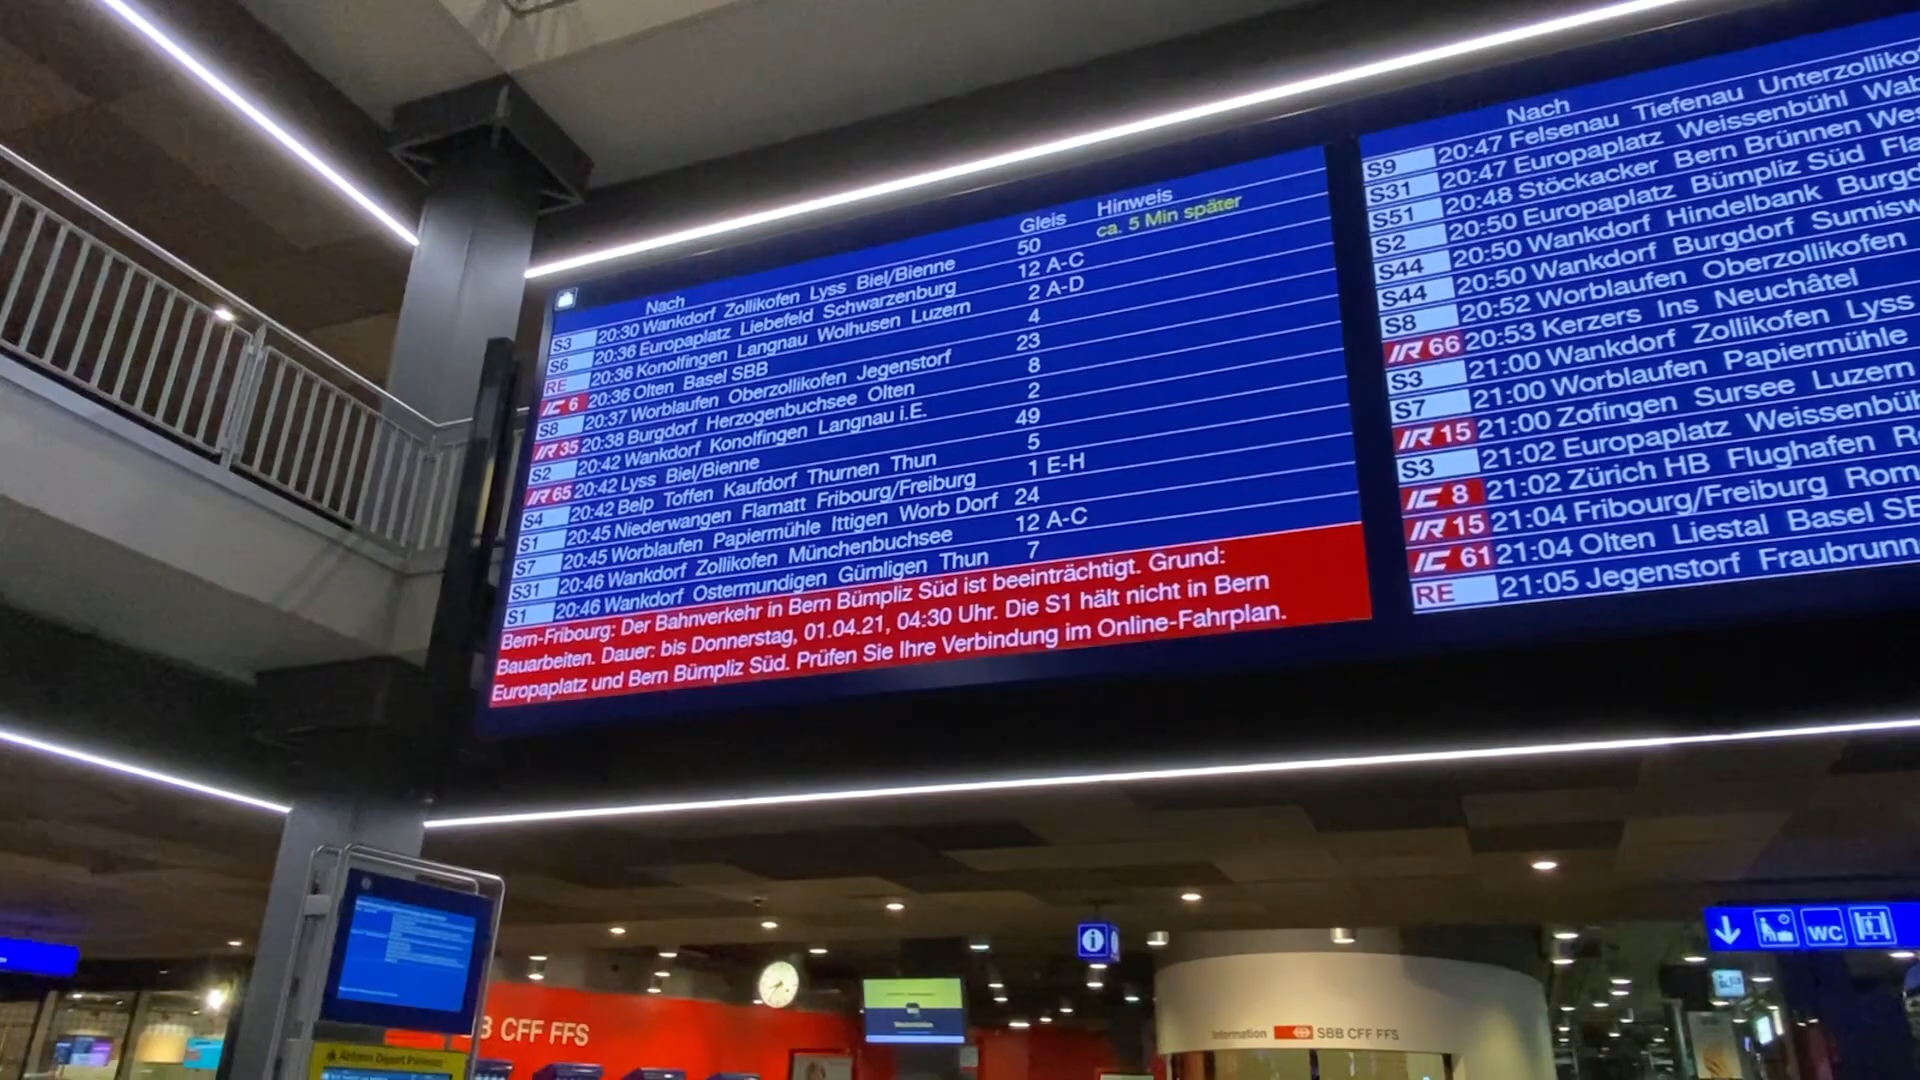 Nach Gleis Hinweis
S3 20:30 Wankdorf Zollikofen Lyss Biel/Bienne 50 ca. 5 Min später
S6 20:36 Europaplatz Liebefeld Schwarzenburg 12 A-C
RE 20:36 Konolfingen Langnau Wolhusen Luzern 2 A-D
IC 6 20:36 Olten Basel SBB 4
S8 20:37 Worblaufen Oberzollikofen Jegenstorf 23
IR 35 20:38 Burgdorf Herzogenbuchsee Olten 8
S2 20:42 Wankdorf Konolfingen Langnau i.E. 2
IR 65 20:42 Lyss Biel/Bienne 49
S4 20:42 Belp Toffen Kaufdorf Thurnen Thun 5
S1 20:45 Niederwangen Flamatt Fribourg/Freiburg 1 E-H
S7 20:45 Worblaufen Papiermühle Ittigen Worb Dorf 24
S31 20:46 Wankdorf Zollikofen Münchenbuchsee 12 A-C
S1 20:46 Wankdorf Ostermundigen Gümligen Thun 7
Bern-Fribourg: Der Bahnverkehr in Bern Bümpliz Süd ist beeinträchtigt. Grund:
Bauarbeiten. Dauer: bis Donnerstag, 01.04.21, 04:30 Uhr. Die S1 hält nicht in Bern
Europaplatz und Bern Bümpliz Süd. Prüfen Sie Ihre Verbindung im Online-Fahrplan.
Nach
S9 20:47 Felsenau Tiefenau Unterzolliko
S31 20:47 Europaplatz Weissenbühl Wab
S51 20:48 Stöckacker Bern Brünnen Wes
S2 20:50 Europaplatz Bümpliz Süd Fla
S44 20:50 Wankdorf Hindelbank Burgd
S44 20:50 Wankdorf Burgdorf Sumisw
S8 20:52 Worblaufen Oberzollikofen
IR 66 20:53 Kerzers Ins Neuchâtel
S3 21:00 Wankdorf Zollikofen Lyss
S7 21:00 Worblaufen Papiermühle
IR 15 21:00 Zofingen Sursee Luzern
S3 21:02 Europaplatz Weissenbüh
IC 8 21:02 Zürich HB Flughafen R
IR 15 21:04 Fribourg/Freiburg Rom
IC 61 21:04 Olten Liestal Basel SB
RE 21:05 Jegenstorf Fraubrunn
i
WC
B CFF FFS
Information SBB CFF FFS